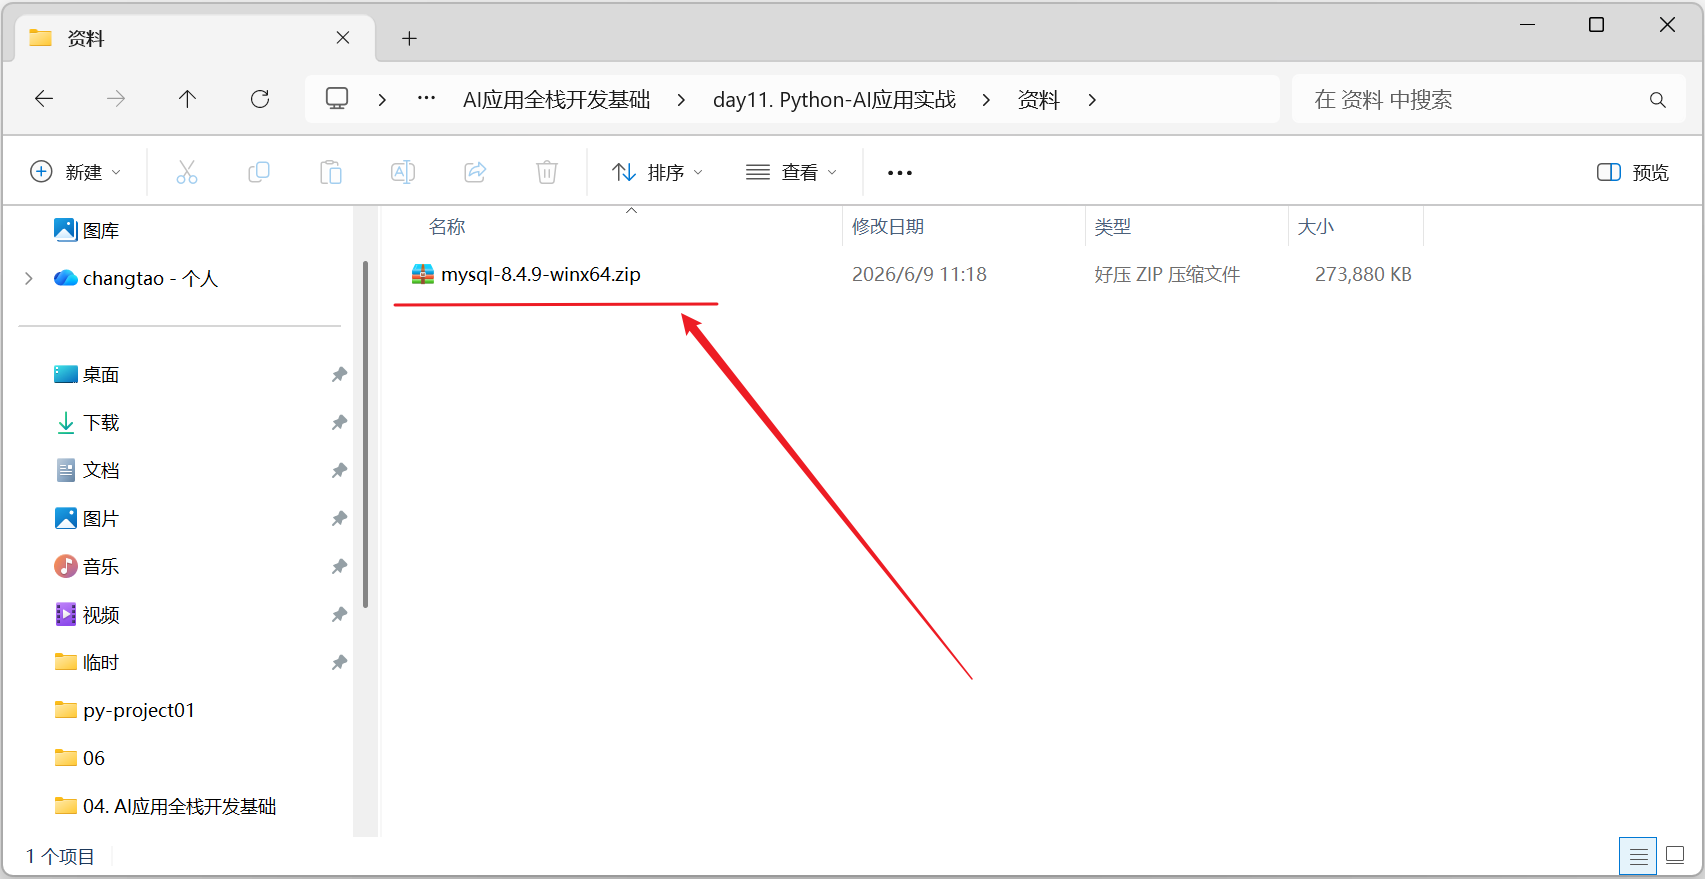 资料
… AI应用全栈开发基础 day11. Python-AI应用实战 资料
在 资料 中搜索
新建 排序 查看 … 预览
名称 修改日期 类型 大小
mysql-8.4.9-winx64.zip 2026/6/9 11:18 好压 ZIP 压缩文件 273,880 KB
图库
changtao - 个人
桌面
下载
文档
图片
音乐
视频
临时
py-project01
06
04. AI应用全栈开发基础
1 个项目